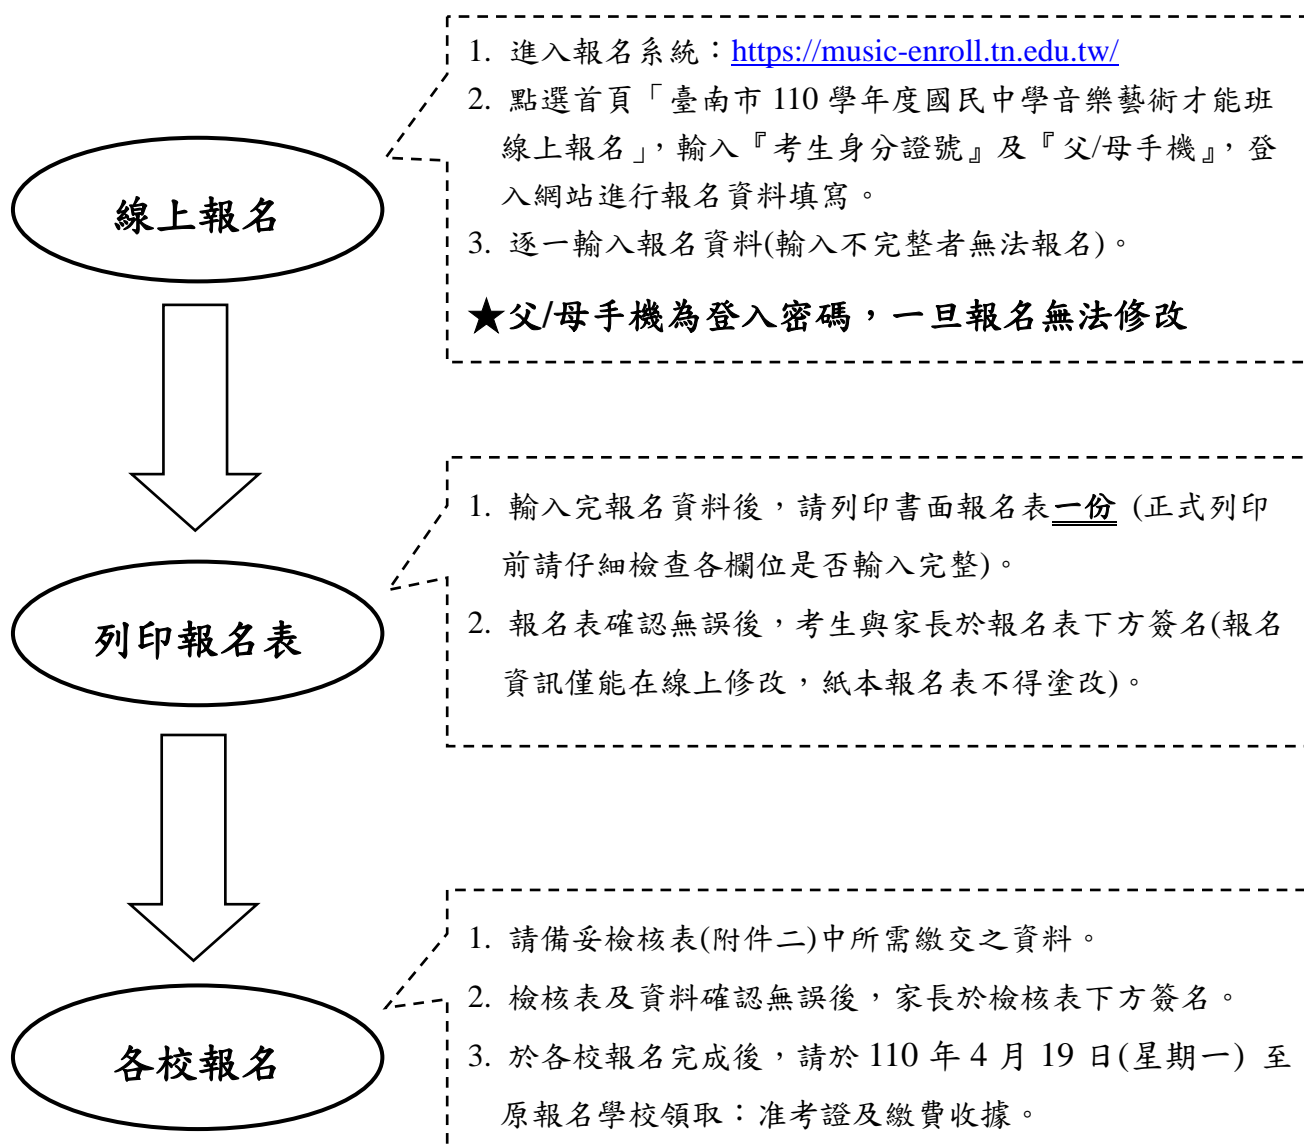 線上報名
1. 進入報名系統：https://music-enroll.tn.edu.tw/
2. 點選首頁「臺南市 110 學年度國民中學音樂藝術才能班
線上報名」，輸入『考生身分證號』及『父/母手機』，登
入網站進行報名資料填寫。
3. 逐一輸入報名資料(輸入不完整者無法報名)。
★父/母手機為登入密碼，一旦報名無法修改
列印報名表
1. 輸入完報名資料後，請列印書面報名表一份 (正式列印
前請仔細檢查各欄位是否輸入完整)。
2. 報名表確認無誤後，考生與家長於報名表下方簽名(報名
資訊僅能在線上修改，紙本報名表不得塗改)。
各校報名
1. 請備妥檢核表(附件二)中所需繳交之資料。
2. 檢核表及資料確認無誤後，家長於檢核表下方簽名。
3. 於各校報名完成後，請於 110 年 4 月 19 日(星期一) 至
原報名學校領取：准考證及繳費收據。